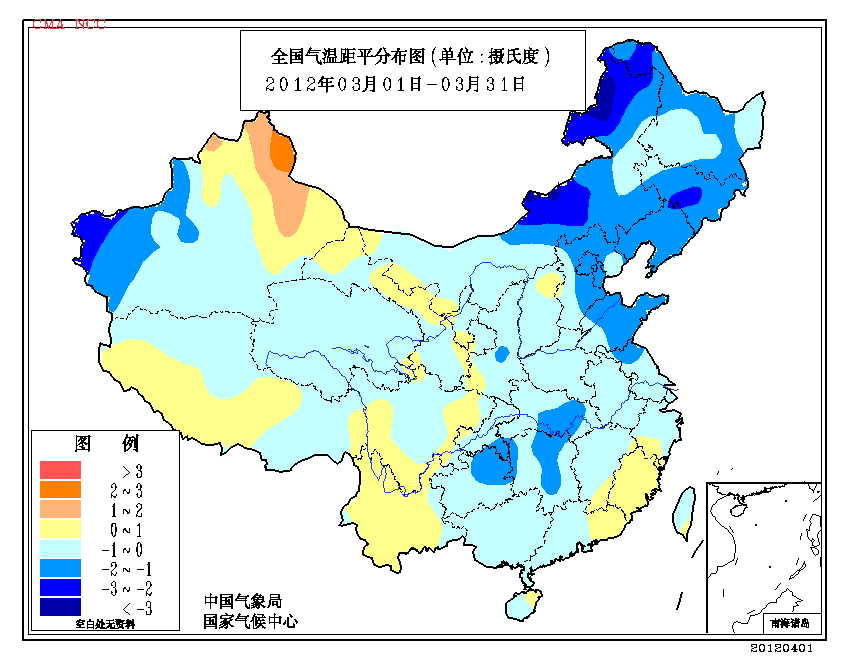 CMA NCC
全国气温距平分布图(单位:摄氏度)
2012年03月01日-03月31日
图 例
>3
2~3
1~2
0~1
-1~0
-2~-1
-3~-2
<-3
空白处无资料
中国气象局
国家气候中心
南海诸岛
20120401